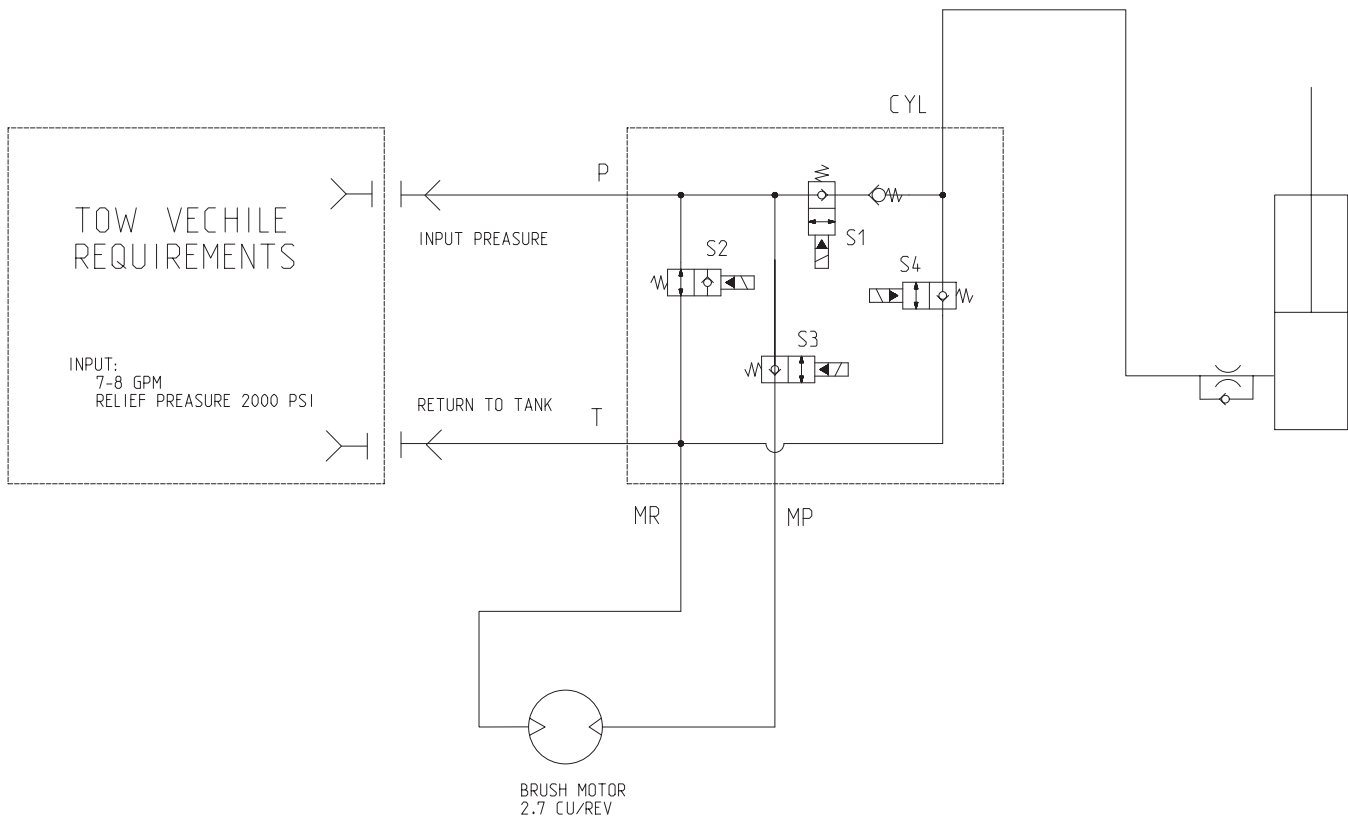 CYL
P
TOW VECHILE
REQUIREMENTS
INPUT PREASURE
S1
S2
S4
S3
INPUT:
7-8 GPM
RELIEF PREASURE 2000 PSI
RETURN TO TANK
T
MR
MP
BRUSH MOTOR
2.7 CU/REV